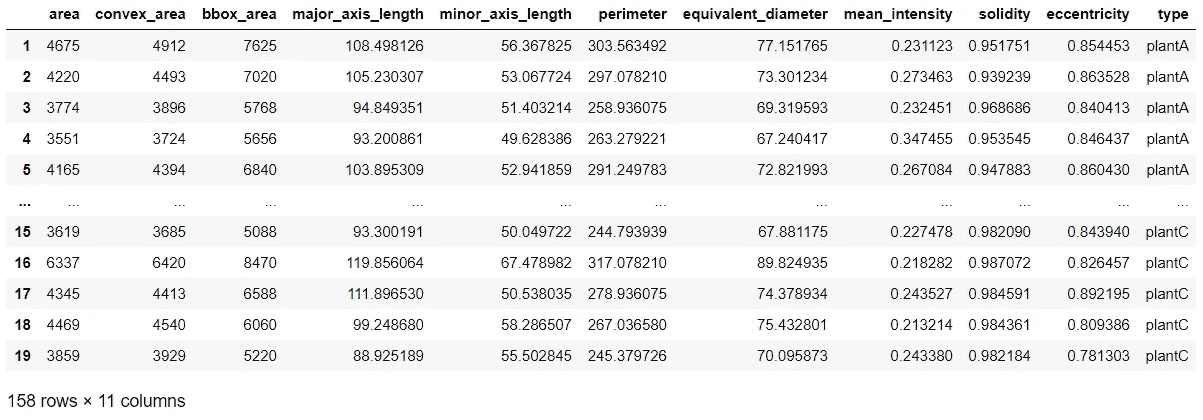 area convex_area bbox_area major_axis_length minor_axis_length perimeter equivalent_diameter mean_intensity solidity eccentricity type
1 4675 4912 7625 108.498126 56.367825 303.563492 77.151765 0.231123 0.951751 0.854453 plantA
2 4220 4493 7020 105.230307 53.067724 297.078210 73.301234 0.273463 0.939239 0.863528 plantA
3 3774 3896 5768 94.849351 51.403214 258.936075 69.319593 0.232451 0.968686 0.840413 plantA
4 3551 3724 5656 93.200861 49.628386 263.279221 67.240417 0.347455 0.953545 0.846437 plantA
5 4165 4394 6840 103.895309 52.941859 291.249783 72.821993 0.267084 0.947883 0.860430 plantA
... ... ... ... ... ... ... ... ... ... ... ...
15 3619 3685 5088 93.300191 50.049722 244.793939 67.881175 0.227478 0.982090 0.843940 plantC
16 6337 6420 8470 119.856064 67.478982 317.078210 89.824935 0.218282 0.987072 0.826457 plantC
17 4345 4413 6588 111.896530 50.538035 278.936075 74.378934 0.243527 0.984591 0.892195 plantC
18 4469 4540 6060 99.248680 58.286507 267.036580 75.432801 0.213214 0.984361 0.809386 plantC
19 3859 3929 5220 88.925189 55.502845 245.379726 70.095873 0.243380 0.982184 0.781303 plantC
158 rows × 11 columns